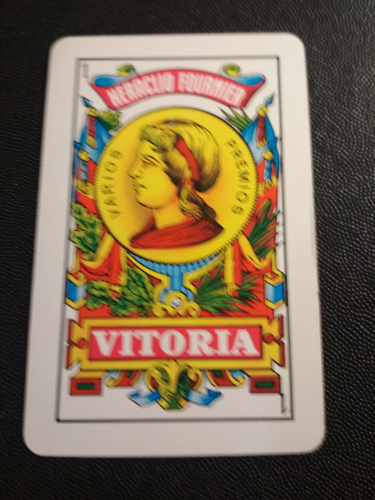 HERACLIO FOURNIER
VARIOS
PREMIOS
VITORIA